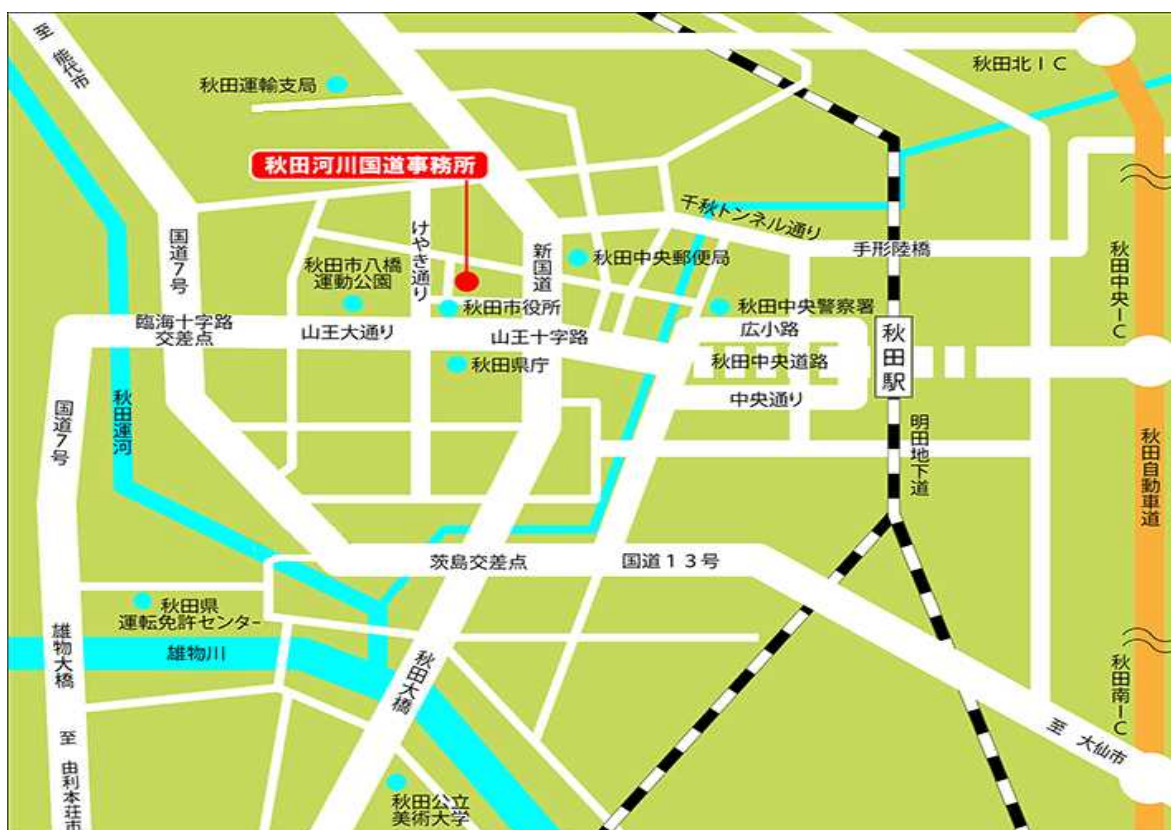 至 能代市
秋田運輸支局
秋田北ＩＣ
秋田河川国道事務所
千秋トンネル通り
国道７号
けやき通り
新国道
秋田中央郵便局
手形陸橋
秋田中央ＩＣ
秋田市八橋
運動公園
秋田市役所
秋田中央警察署
臨海十字路
交差点
山王大通り
山王十字路
広小路
秋田中央道路
秋田駅
秋田県庁
中央通り
国道７号
秋田運河
明田地下道
秋田自動車道
茨島交差点
国道１３号
秋田県
運転免許センター
雄物大橋
雄物川
秋田大橋
秋田南ＩＣ
至 大仙市
至 由利本荘市
秋田公立
美術大学